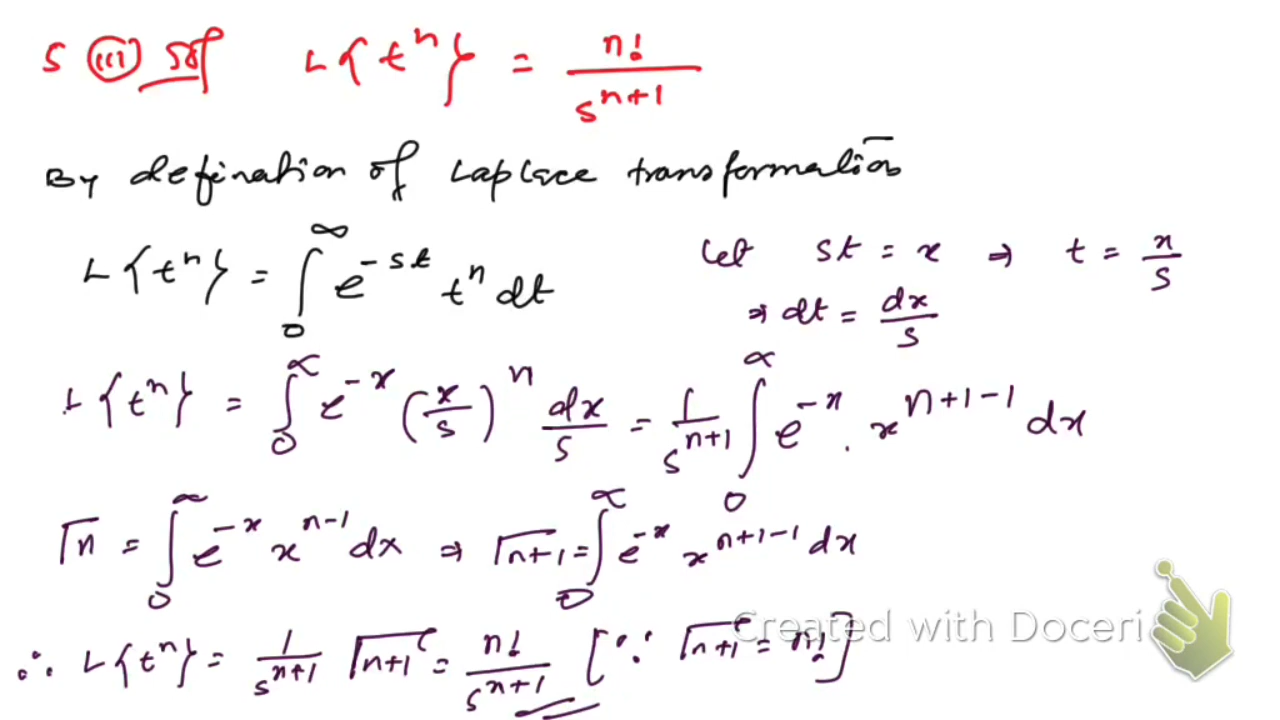 5 (iii) Sol L{t^n} = n!/s^{n+1}
By defination of Laplace transformation
L{t^n} = ∫_0^∞ e^{-st} t^n dt    Let st = x ⇒ t = x/s
⇒ dt = dx/s
L{t^n} = ∫_0^∞ e^{-x} (x/s)^n dx/s = 1/s^{n+1} ∫_0^∞ e^{-x} . x^{n+1-1} dx
Γn = ∫_0^∞ e^{-x} x^{n-1} dx ⇒ Γn+1 = ∫_0^∞ e^{-x} x^{n+1-1} dx
Created with Doceri
∴ L{t^n} = 1/s^{n+1} Γn+1 = n!/s^{n+1} [∵ Γn+1 = n!]